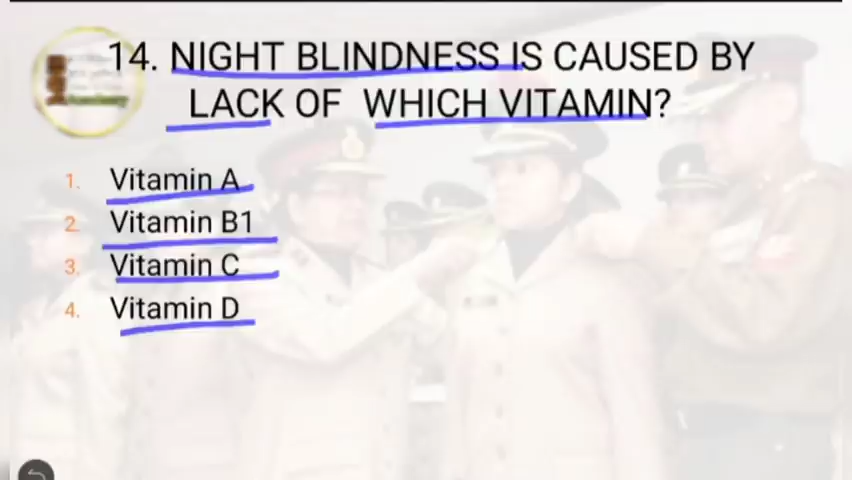 14. NIGHT BLINDNESS IS CAUSED BY
LACK OF WHICH VITAMIN?
1. Vitamin A
2. Vitamin B1
3. Vitamin C
4. Vitamin D